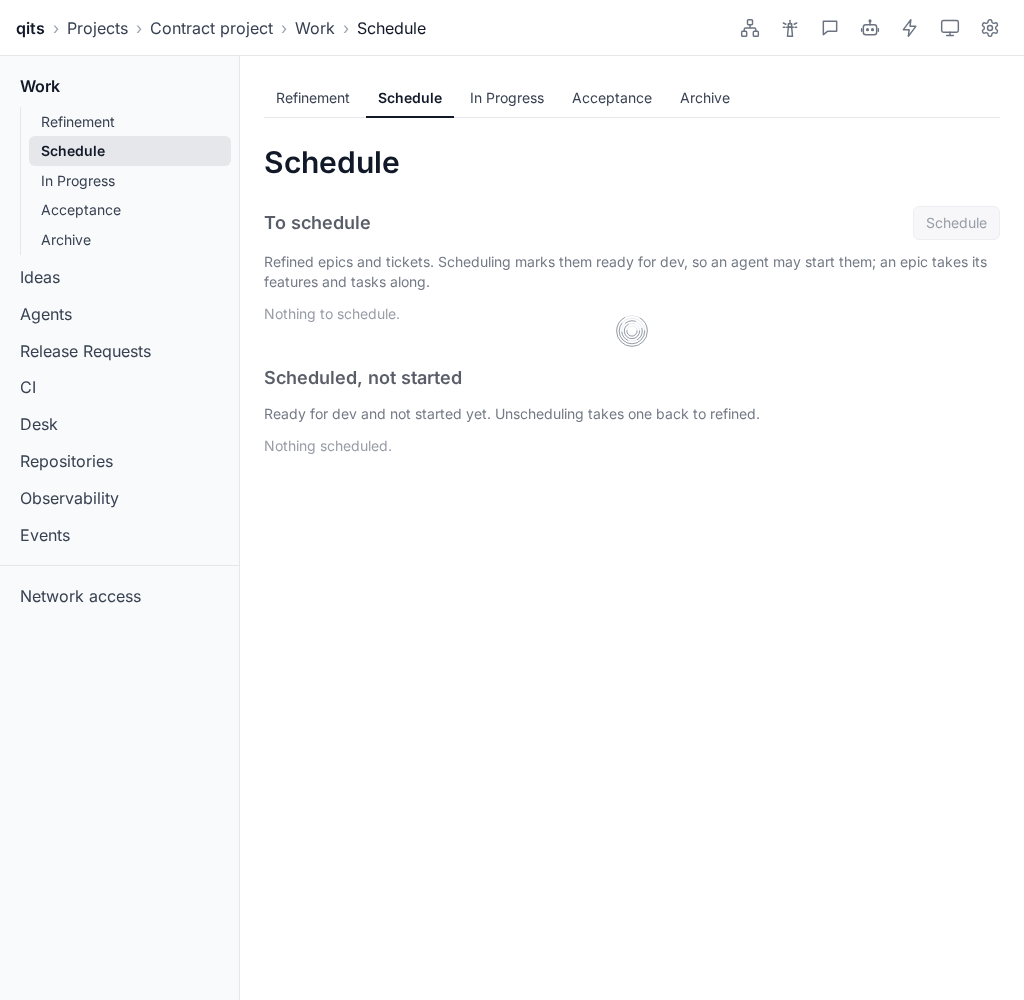 qits › Projects › Contract project › Work › Schedule
Work
Refinement
Schedule
In Progress
Acceptance
Archive
Ideas
Agents
Release Requests
CI
Desk
Repositories
Observability
Events
Network access
Refinement Schedule In Progress Acceptance Archive
Schedule
To schedule
Schedule
Refined epics and tickets. Scheduling marks them ready for dev, so an agent may start them; an epic takes its
features and tasks along.
Nothing to schedule.
Scheduled, not started
Ready for dev and not started yet. Unscheduling takes one back to refined.
Nothing scheduled.